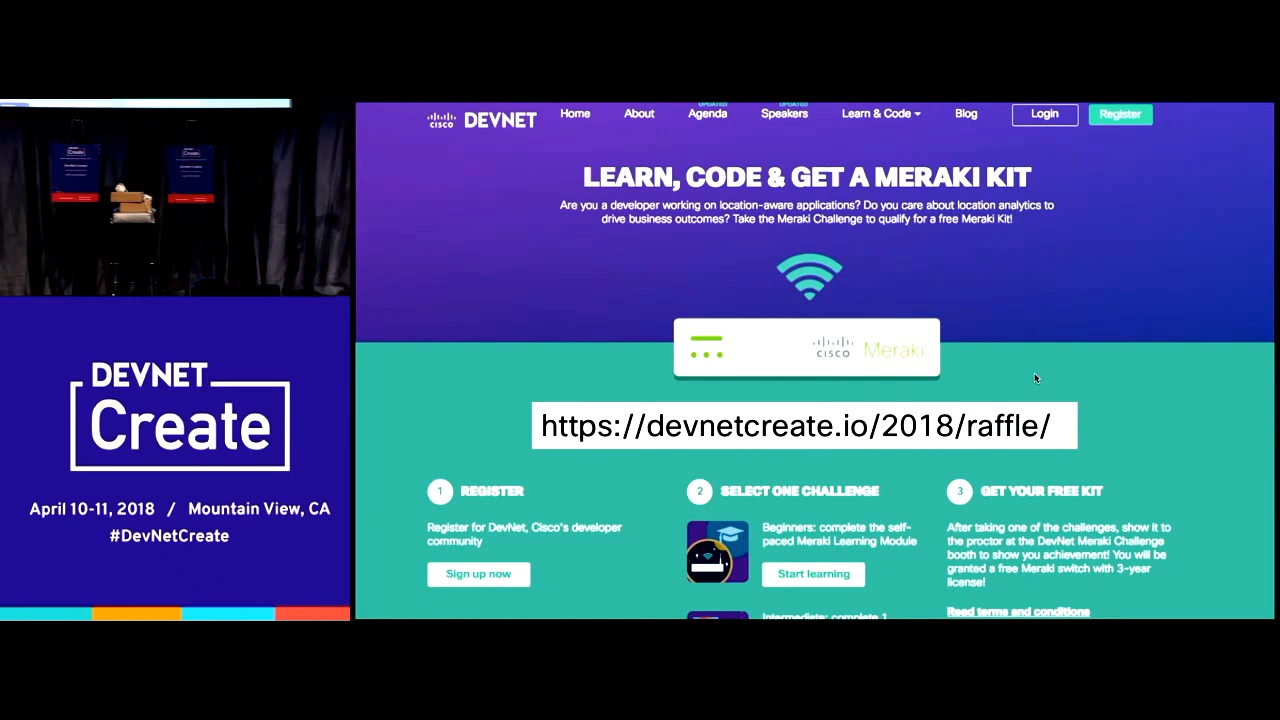 DEVNET
Create
April 10-11, 2018 / Mountain View, CA
#DevNetCreate
CISCO DEVNET
Home
About
UPDATED
Agenda
UPDATED
Speakers
Learn & Code
Blog
Login
Register
LEARN, CODE & GET A MERAKI KIT
Are you a developer working on location-aware applications? Do you care about location analytics to
drive business outcomes? Take the Meraki Challenge to qualify for a free Meraki Kit!
CISCO Meraki
https://devnetcreate.io/2018/raffle/
1 REGISTER
Register for DevNet, Cisco's developer
community
Sign up now
2 SELECT ONE CHALLENGE
Beginners: complete the self-
paced Meraki Learning Module
Start learning
Intermediate: complete 1
3 GET YOUR FREE KIT
After taking one of the challenges, show it to
the proctor at the DevNet Meraki Challenge
booth to show you achievement! You will be
granted a free Meraki switch with 3-year
license!
Read terms and conditions